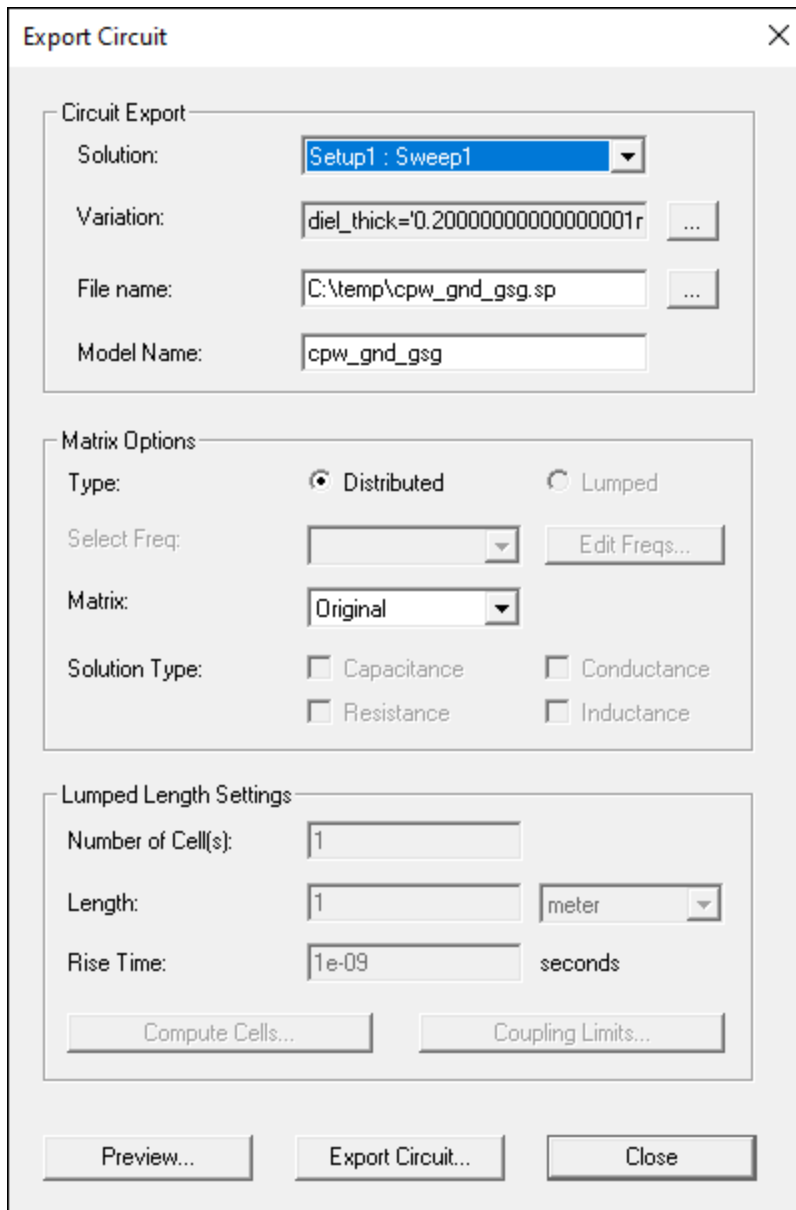 Export Circuit
Circuit Export
Solution: Setup1 : Sweep1
Variation: diel_thick='0.20000000000000001r ...
File name: C:\temp\cpw_gnd_gsg.sp ...
Model Name: cpw_gnd_gsg
Matrix Options
Type: Distributed Lumped
Select Freq: Edit Freqs...
Matrix: Original
Solution Type: Capacitance Conductance
Resistance Inductance
Lumped Length Settings
Number of Cell(s): 1
Length: 1 meter
Rise Time: 1e-09 seconds
Compute Cells... Coupling Limits...
Preview... Export Circuit... Close